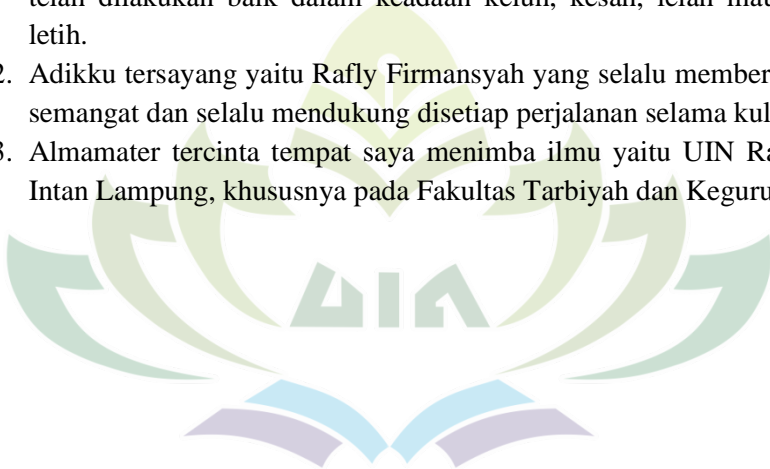 letih.
2. Adikku tersayang yaitu Rafly Firmansyah yang selalu member
semangat dan selalu mendukung disetiap perjalanan selama kul
3. Almamater tercinta tempat saya menimba ilmu yaitu UIN Ra
Intan Lampung, khususnya pada Fakultas Tarbiyah dan Keguru
UIN